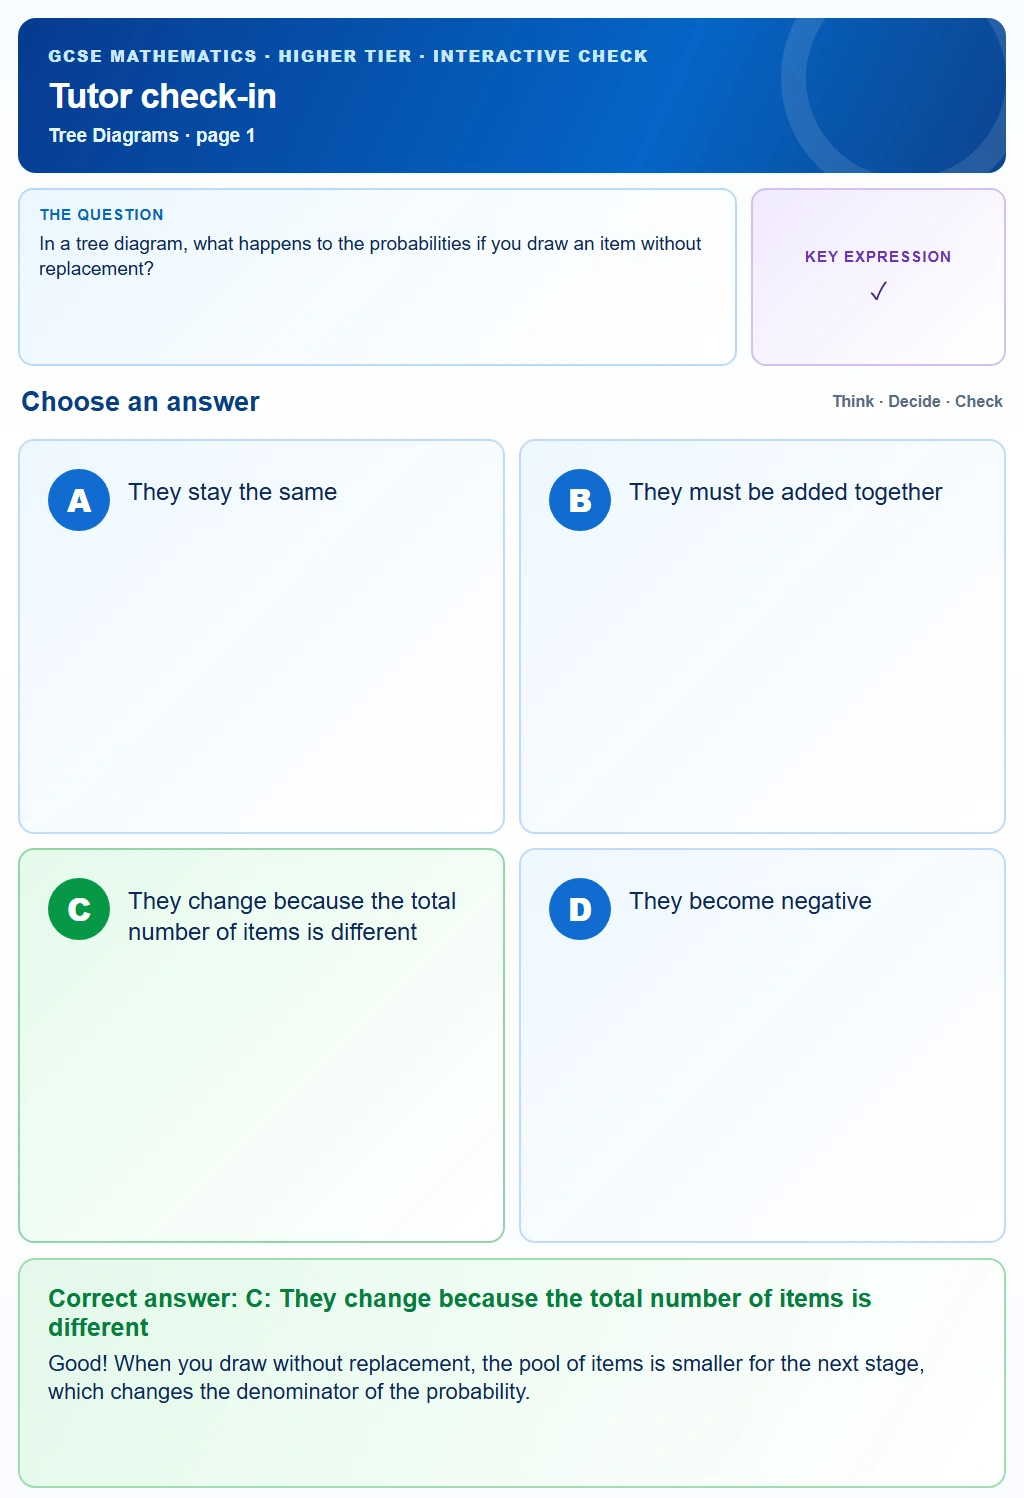 GCSE MATHEMATICS · HIGHER TIER · INTERACTIVE CHECK
Tutor check-in
Tree Diagrams · page 1
THE QUESTION
In a tree diagram, what happens to the probabilities if you draw an item without
replacement?
KEY EXPRESSION
✓
Choose an answer
Think · Decide · Check
A
They stay the same
B
They must be added together
C
They change because the total
number of items is different
D
They become negative
Correct answer: C: They change because the total number of items is
different
Good! When you draw without replacement, the pool of items is smaller for the next stage,
which changes the denominator of the probability.